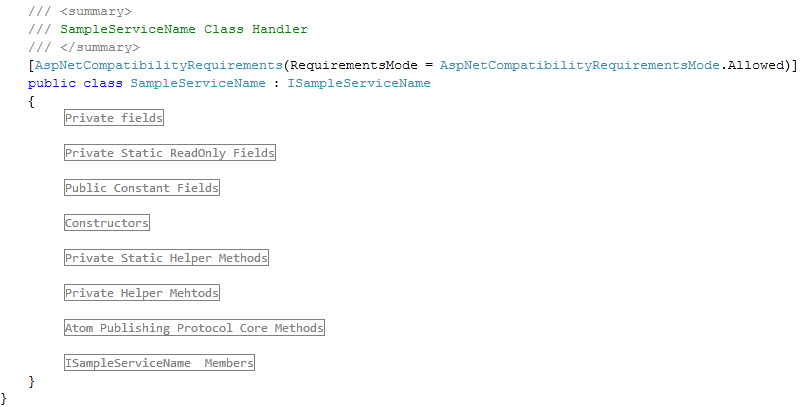 /// <summary>
/// SampleServiceName Class Handler
/// </summary>
[AspNetCompatibilityRequirements(RequirementsMode = AspNetCompatibilityRequirementsMode.Allowed)]
public class SampleServiceName : ISampleServiceName
{
Private fields
Private Static ReadOnly Fields
Public Constant Fields
Constructors
Private Static Helper Methods
Private Helper Mehtods
Atom Publishing Protocol Core Methods
ISampleServiceName  Members
}
}